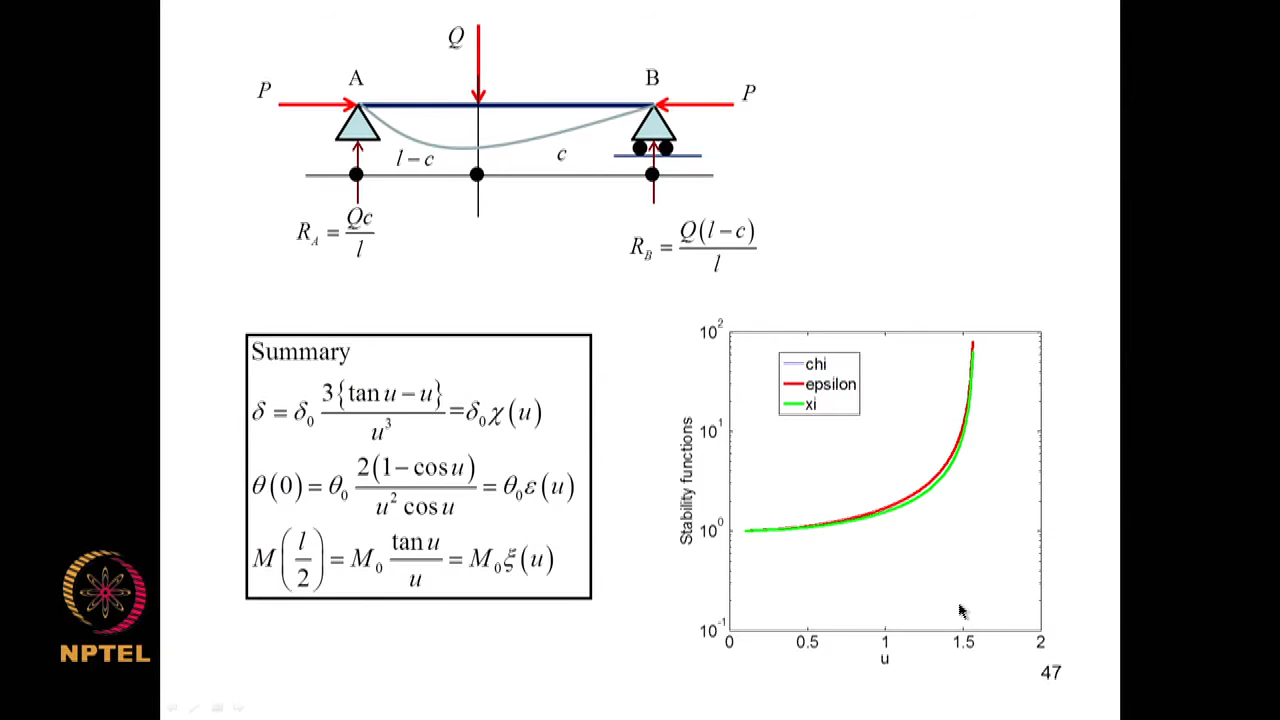 Q
A
B
P
P
l − c
c
R_A = Qc / l
R_B = Q(l − c) / l
Summary
δ = δ₀ 3{tan u − u} / u³ = δ₀χ(u)
θ(0) = θ₀ 2(1 − cos u) / u² cos u = θ₀ε(u)
M(l/2) = M₀ tan u / u = M₀ξ(u)
chi
epsilon
xi
Stability functions
10²
10¹
10⁰
10⁻¹
0 0.5 1 1.5 2
u
47
NPTEL